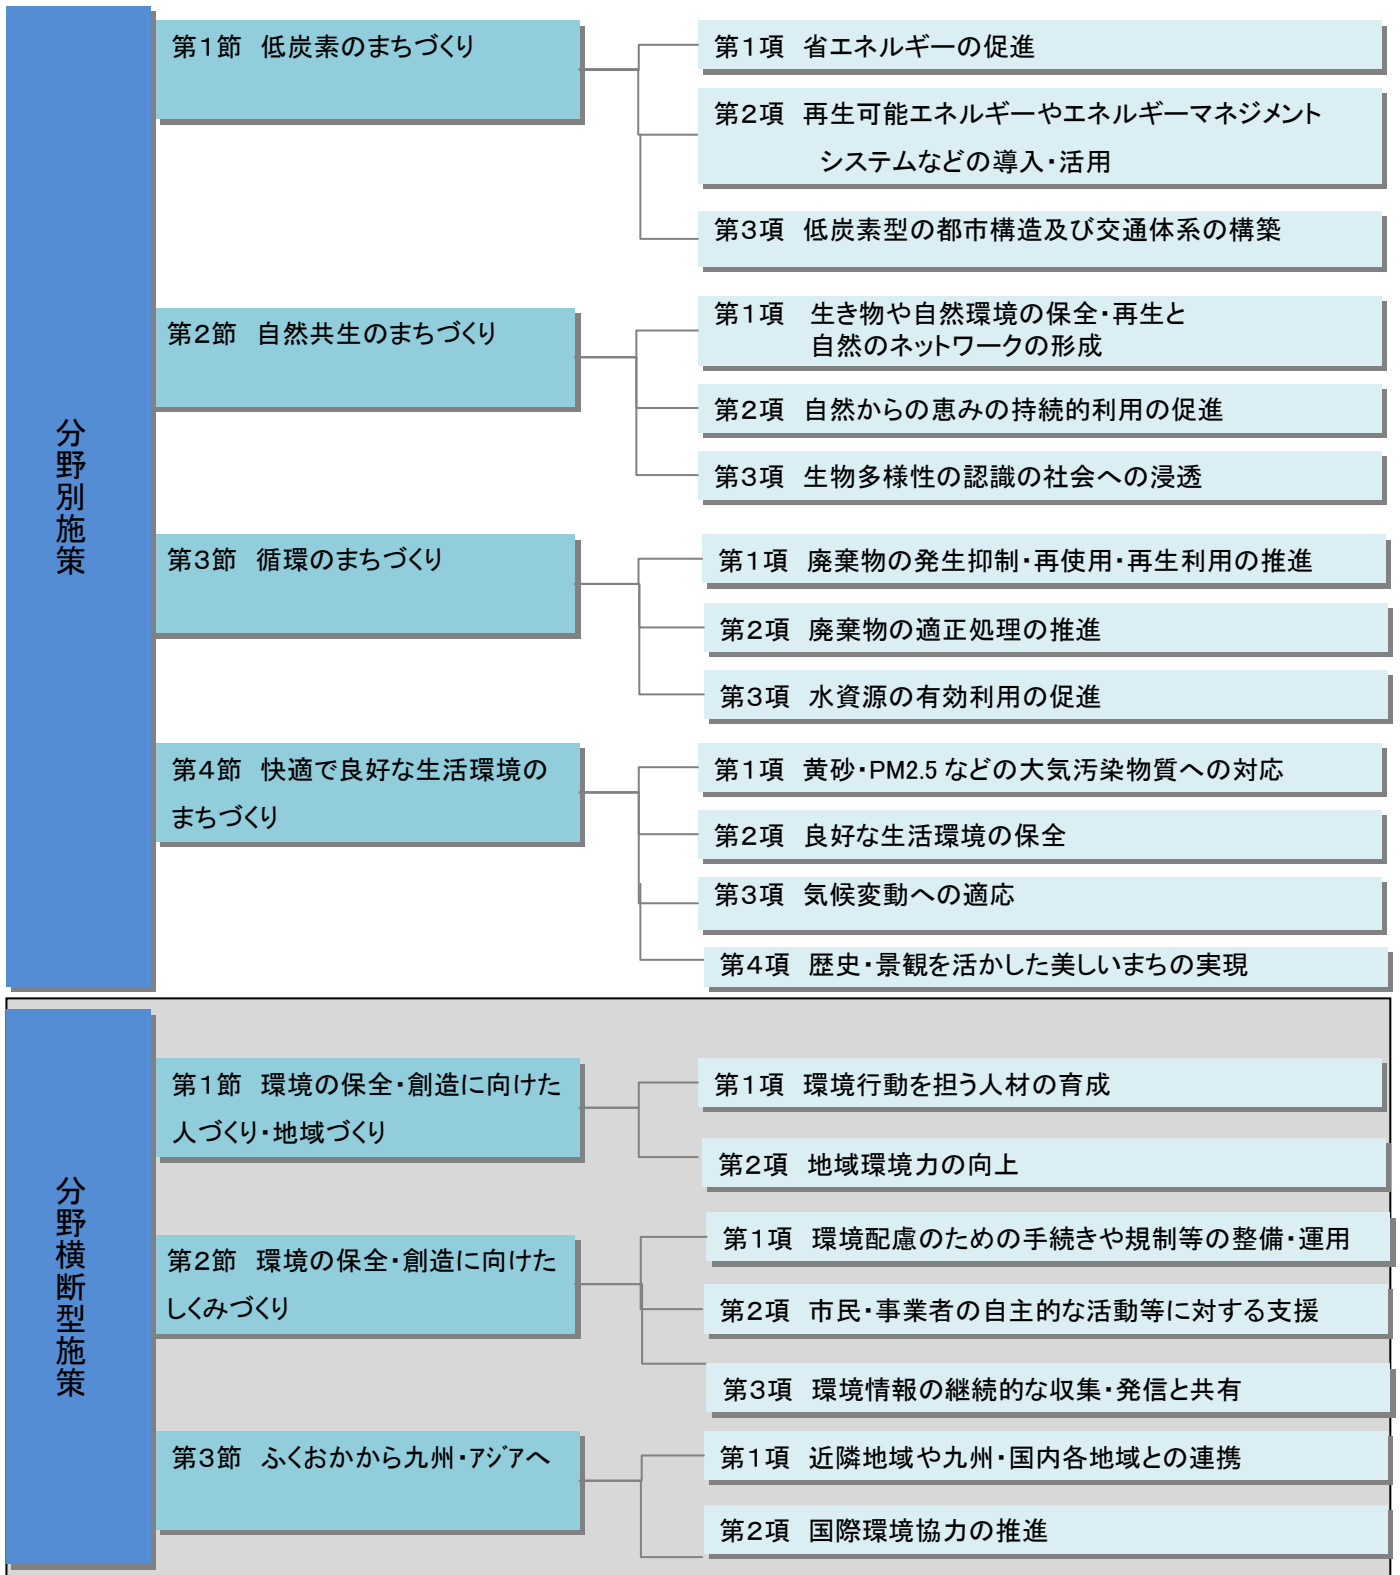 分野別施策
第1節 低炭素のまちづくり
第1項 省エネルギーの促進
第2項 再生可能エネルギーやエネルギーマネジメント
システムなどの導入・活用
第3項 低炭素型の都市構造及び交通体系の構築
第2節 自然共生のまちづくり
第1項 生き物や自然環境の保全・再生と
自然のネットワークの形成
第2項 自然からの恵みの持続的利用の促進
第3項 生物多様性の認識の社会への浸透
第3節 循環のまちづくり
第1項 廃棄物の発生抑制・再使用・再生利用の推進
第2項 廃棄物の適正処理の推進
第3項 水資源の有効利用の促進
第4節 快適で良好な生活環境の
まちづくり
第1項 黄砂・PM2.5 などの大気汚染物質への対応
第2項 良好な生活環境の保全
第3項 気候変動への適応
第4項 歴史・景観を活かした美しいまちの実現
分野横断型施策
第1節 環境の保全・創造に向けた
人づくり・地域づくり
第1項 環境行動を担う人材の育成
第2項 地域環境力の向上
第2節 環境の保全・創造に向けた
しくみづくり
第1項 環境配慮のための手続きや規制等の整備・運用
第2項 市民・事業者の自主的な活動等に対する支援
第3項 環境情報の継続的な収集・発信と共有
第3節 ふくおかから九州・アジアへ
第1項 近隣地域や九州・国内各地域との連携
第2項 国際環境協力の推進